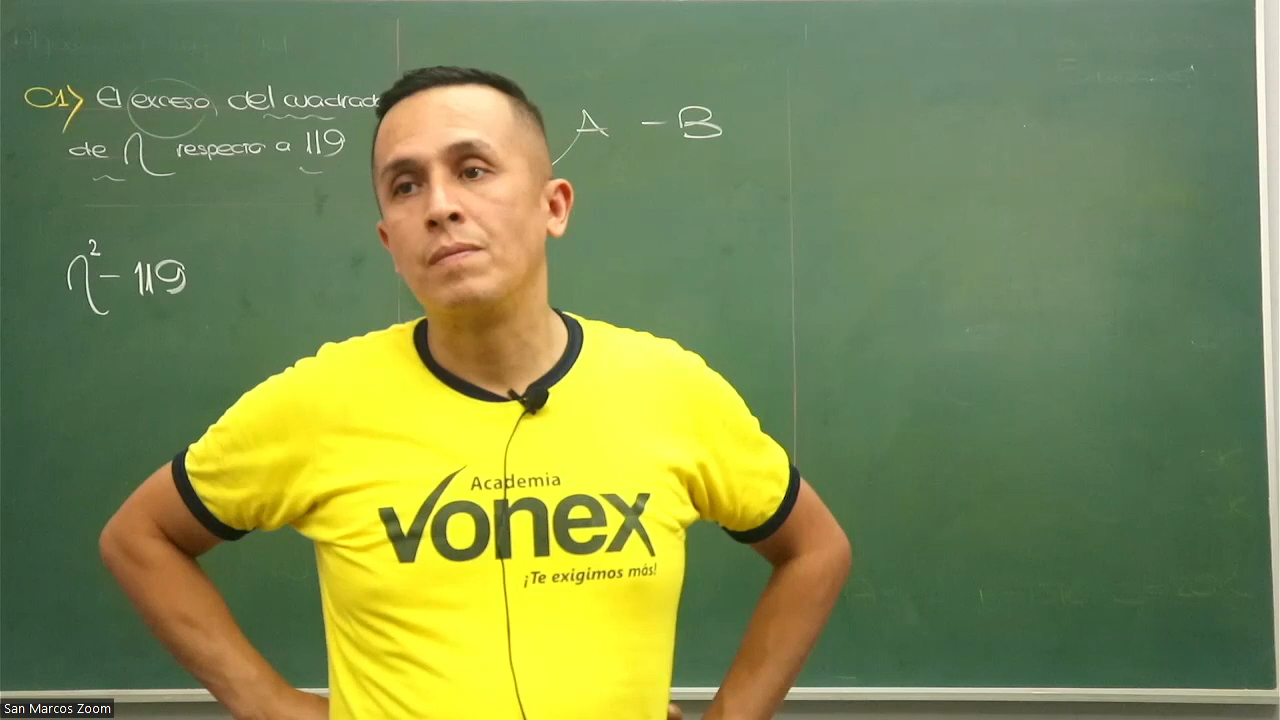 01> El exceso, del cuadrad
de n respecto a 119
A - B
n² - 119
Academia
vonex
¡Te exigimos más!
San Marcos Zoom